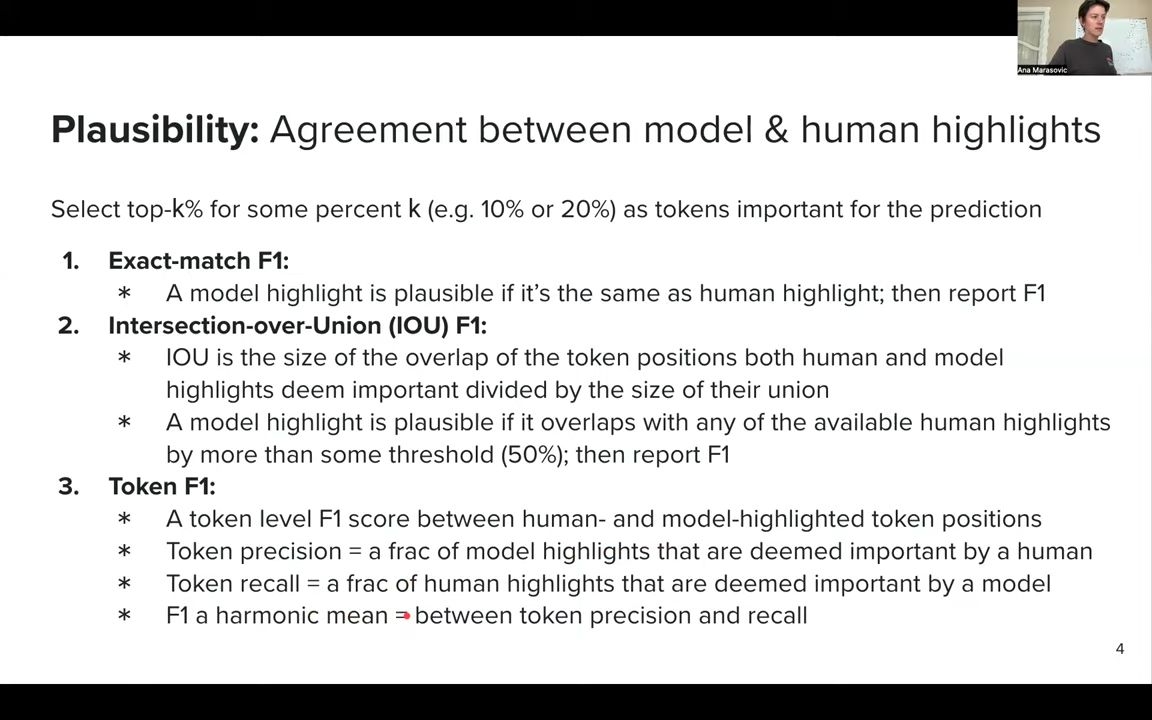 Ana Marasovic
Plausibility: Agreement between model & human highlights
Select top-k% for some percent k (e.g. 10% or 20%) as tokens important for the prediction
1. Exact-match F1:
* A model highlight is plausible if it's the same as human highlight; then report F1
2. Intersection-over-Union (IOU) F1:
* IOU is the size of the overlap of the token positions both human and model
highlights deem important divided by the size of their union
* A model highlight is plausible if it overlaps with any of the available human highlights
by more than some threshold (50%); then report F1
3. Token F1:
* A token level F1 score between human- and model-highlighted token positions
* Token precision = a frac of model highlights that are deemed important by a human
* Token recall = a frac of human highlights that are deemed important by a model
* F1 a harmonic mean = between token precision and recall
4